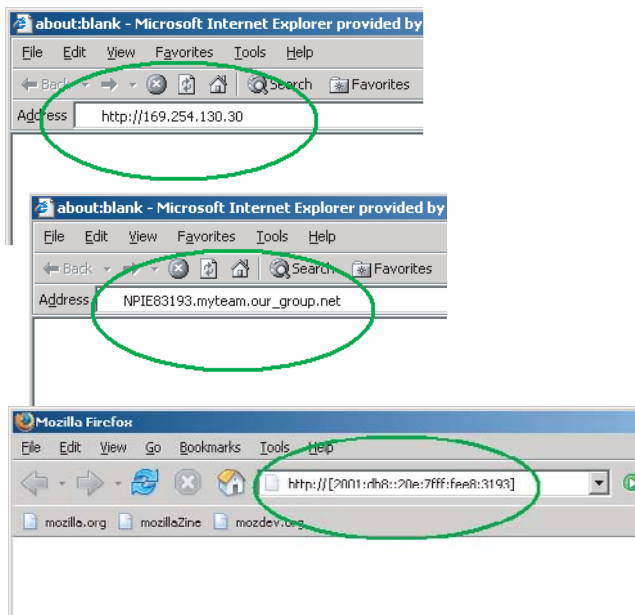 about:blank - Microsoft Internet Explorer provided by
File Edit View Favorites Tools Help
Back Search Favorites
Address http://169.254.130.30
about:blank - Microsoft Internet Explorer provided by
File Edit View Favorites Tools Help
Back Search Favorites
Address NPIE83193.myteam.our_group.net
Mozilla Firefox
File Edit View Go Bookmarks Tools Help
http://[2001:db8::20e:7fff:fee8:3193]
mozilla.org mozillaZine mozdev.org